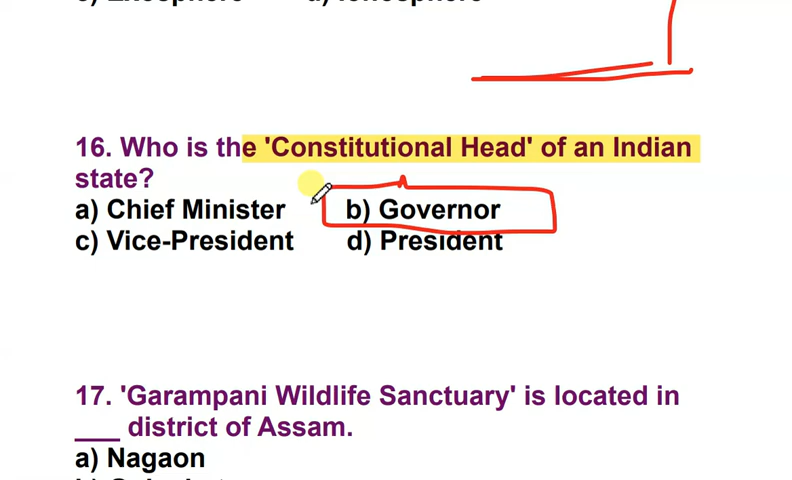 16. Who is the 'Constitutional Head' of an Indian
state?
a) Chief Minister b) Governor
c) Vice-President d) President
17. 'Garampani Wildlife Sanctuary' is located in
___ district of Assam.
a) Nagaon